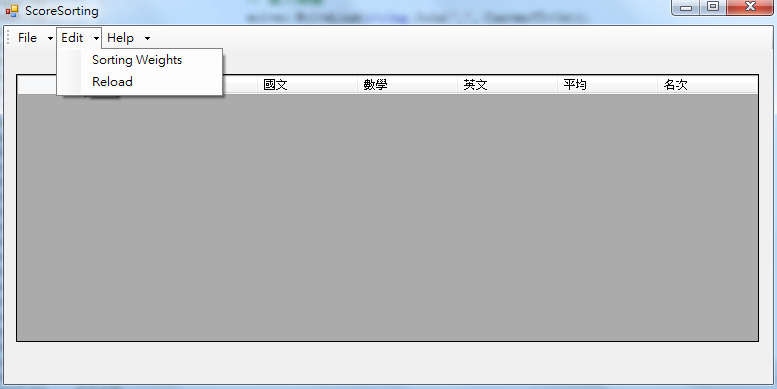 ScoreSorting
File Edit Help
Sorting Weights
Reload
國文 數學 英文 平均 名次